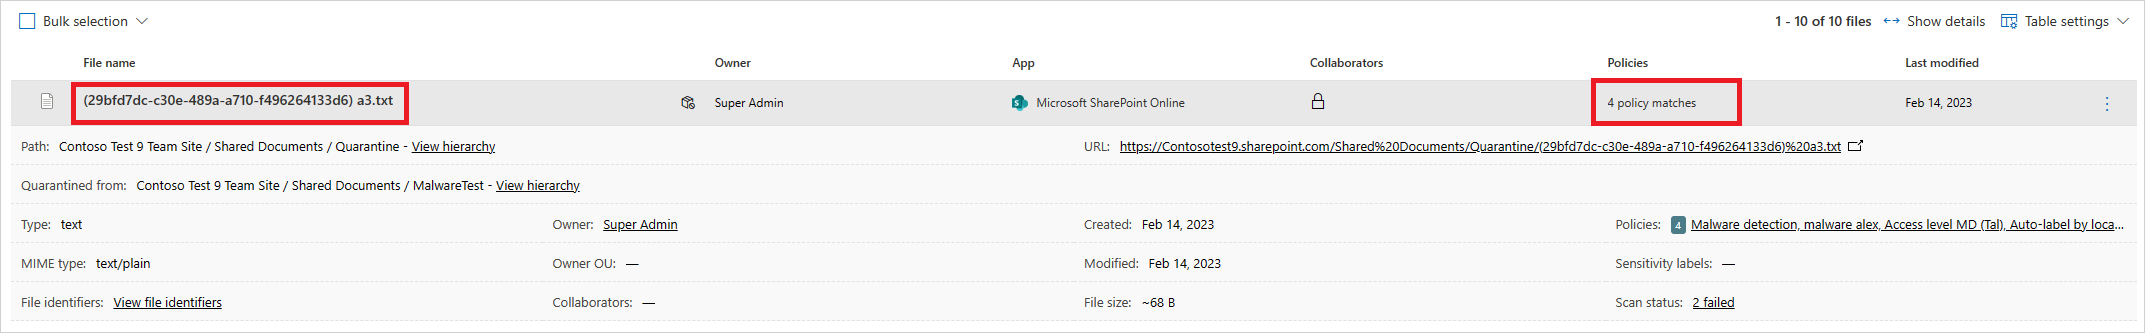 Bulk selection
1 - 10 of 10 files Show details Table settings
File name Owner App Collaborators Policies Last modified
(29bfd7dc-c30e-489a-a710-f496264133d6) a3.txt Super Admin Microsoft SharePoint Online 4 policy matches Feb 14, 2023
Path: Contoso Test 9 Team Site / Shared Documents / Quarantine - View hierarchy URL: https://Contosotest9.sharepoint.com/Shared%20Documents/Quarantine/(29bfd7dc-c30e-489a-a710-f496264133d6)%20a3.txt
Quarantined from: Contoso Test 9 Team Site / Shared Documents / MalwareTest - View hierarchy
Type: text Owner: Super Admin Created: Feb 14, 2023 Policies: 4 Malware detection, malware alex, Access level MD (Tal), Auto-label by loca...
MIME type: text/plain Owner OU: — Modified: Feb 14, 2023 Sensitivity labels: —
File identifiers: View file identifiers Collaborators: — File size: ~68 B Scan status: 2 failed